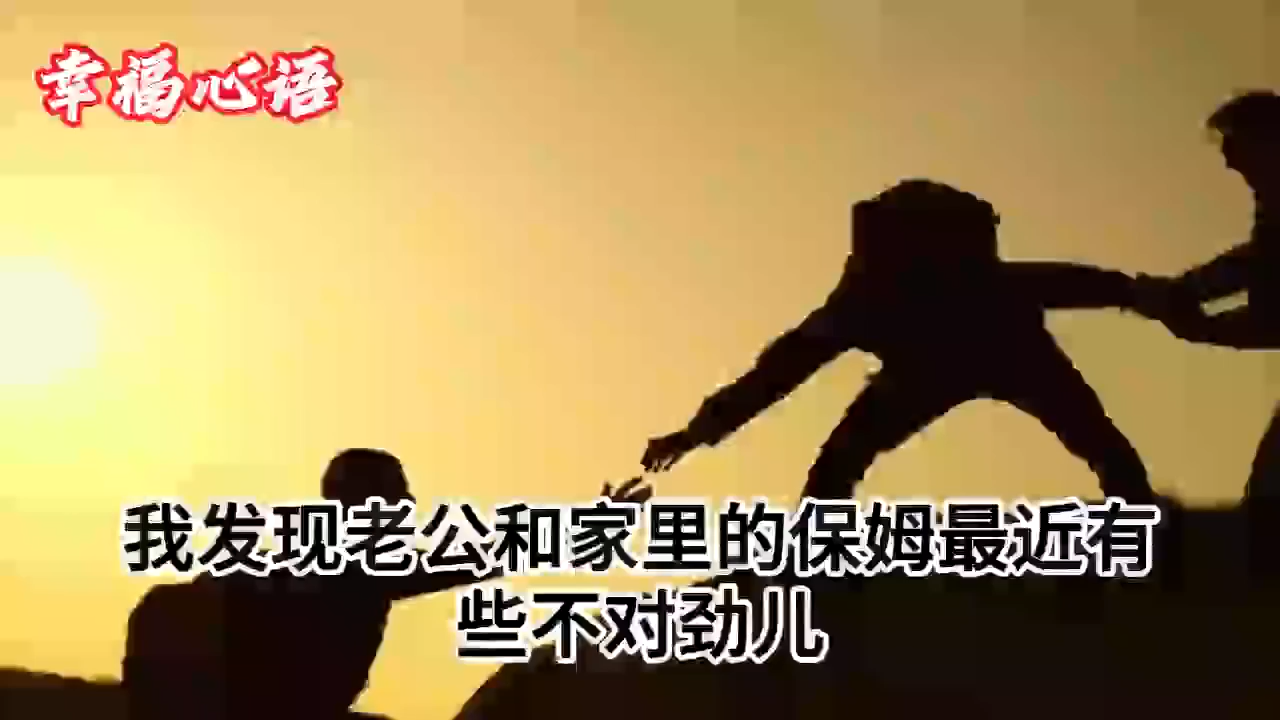 幸福心语
我发现老公和家里的保姆最近有
些不对劲儿